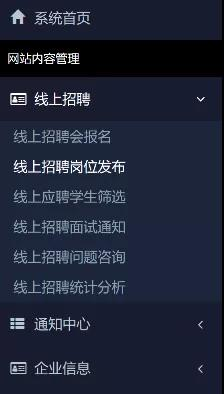 系统首页
网站内容管理
线上招聘
线上招聘会报名
线上招聘岗位发布
线上应聘学生筛选
线上招聘面试通知
线上招聘问题咨询
线上招聘统计分析
通知中心
企业信息